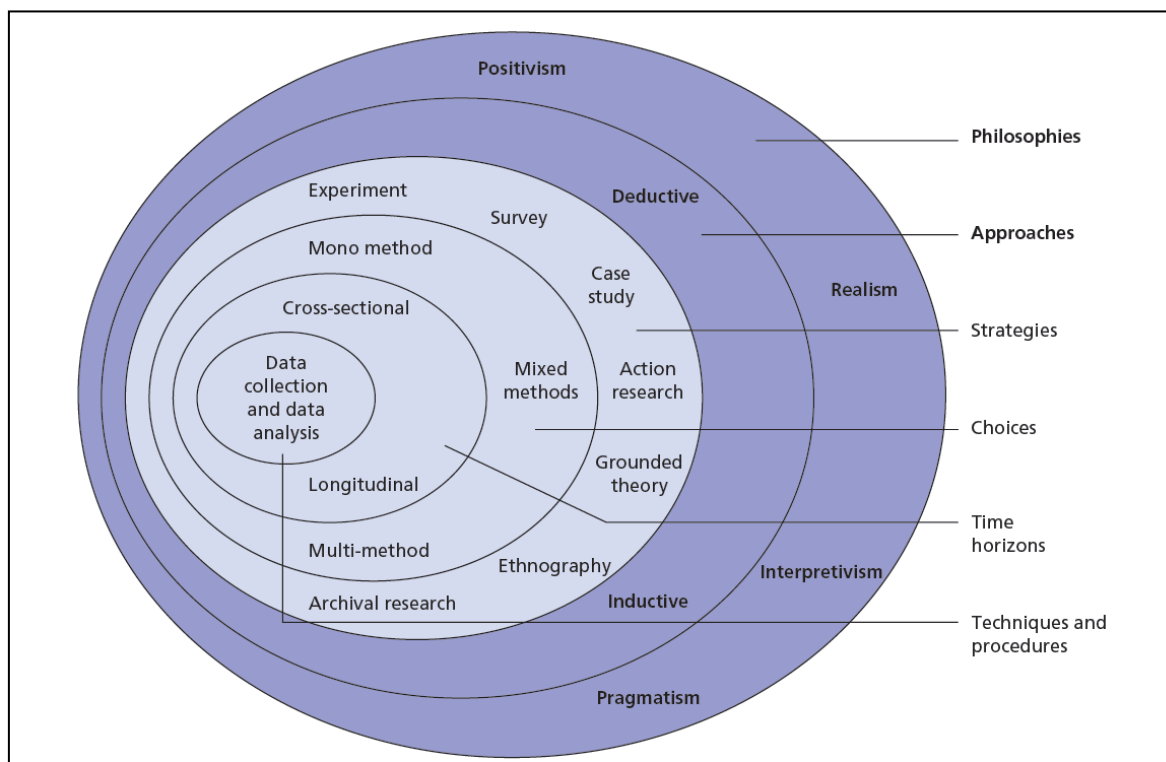 Positivism
Philosophies
Experiment
Deductive
Survey
Approaches
Mono method
Case
study
Realism
Cross-sectional
Strategies
Data
collection
and data
analysis
Mixed
methods
Action
research
Choices
Grounded
theory
Longitudinal
Time
horizons
Multi-method
Ethnography
Interpretivism
Archival research
Inductive
Techniques and
procedures
Pragmatism